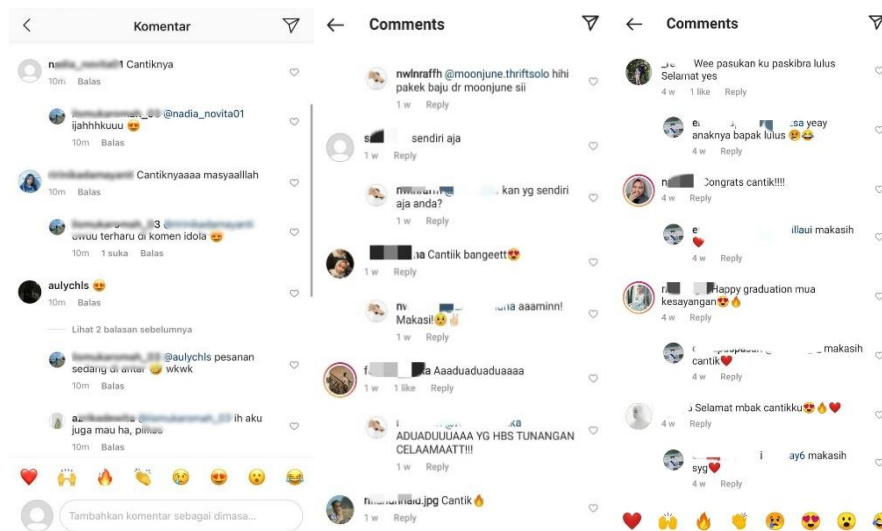 Komentar
Cantiknya
10m Balas
@nadia_novita01
ijahhhkuuu 😍
10m Balas
Cantiknyaaaa masyaalllah
10m Balas
terharu di komen idola 😍
10m 1 suka Balas
aulychls 😍
10m Balas
Lihat 2 balasan sebelumnya
@aulychls pesanan
sedang di antar 🤣 wkwk
10m Balas
ih aku
juga mau ha,
10m Balas
❤️ 🙌 🔥 👏 😢 😍 😮 😂
Tambahkan komentar sebagai dimasa...
Comments
nwlnraffh @moonjune.thriftsolo hihi
pakek baju dr moonjune sii
1 w Reply
sendiri aja
1 w Reply
kan yg sendiri
aja anda?
1 w Reply
Cantiik bangeett😍
1 w Reply
aaaminn!
Makasi!🥺✌🏻
1 w Reply
Aaaduaduaduaaaa
1 w 1 like Reply
ADUADUUUAAA YG HBS TUNANGAN
CELAAMAATT!!!
1 w Reply
.jpg Cantik🔥
1 w Reply
Comments
Wee pasukan ku paskibra lulus
Selamat yes
4 w 1 like Reply
yeay
anaknya bapak lulus 😢😂
4 w Reply
Congrats cantik!!!!
4 w Reply
makasih
❤️
4 w Reply
Happy graduation mua
kesayangan😍🔥
4 w Reply
makasih
cantik❤️
4 w Reply
Selamat mbak cantikku😍🔥❤️
4 w Reply
makasih
syg❤️
4 w Reply
❤️ 🙌 🔥 👏 😢 😍 😮 😂